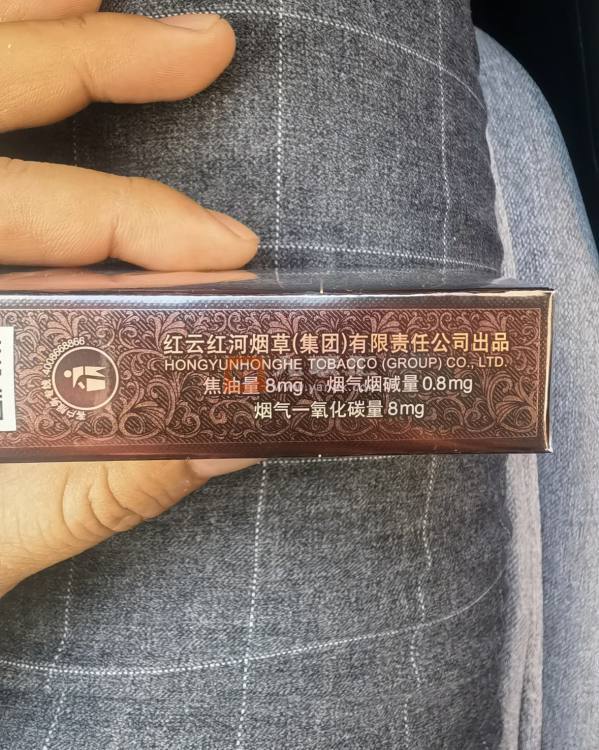 红云红河烟草(集团)有限责任公司出品
HONGYUNHONGHE TOBACCO (GROUP) CO., LTD.
焦油量 8mg 烟气烟碱量 0.8mg
烟气一氧化碳量 8mg